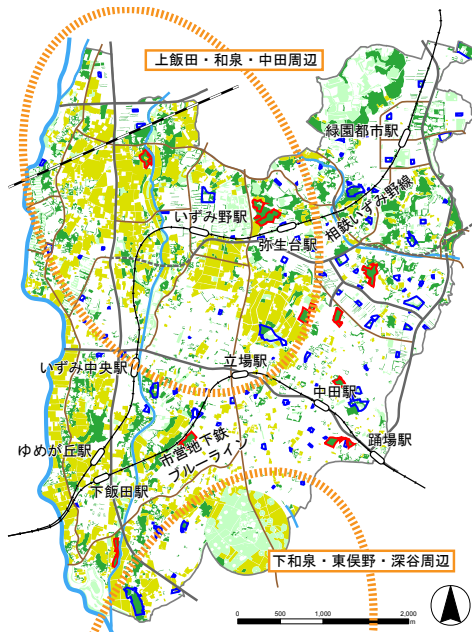 上飯田・和泉・中田周辺
緑園都市駅
相鉄いずみ野線
いずみ野駅
弥生台駅
いずみ中央駅
立場駅
中田駅
踊場駅
ゆめが丘駅
市営地下鉄
ブルーライン
下飯田駅
下和泉・東俣野・深谷周辺
0 500 1,000 2,000
m